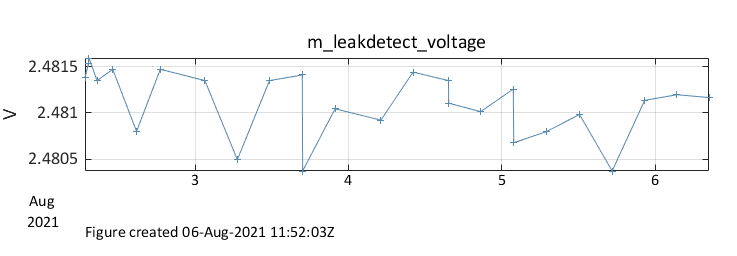 m_leakdetect_voltage
2.4815
2.481
2.4805
V
3 4 5 6
Aug
2021
Figure created 06-Aug-2021 11:52:03Z